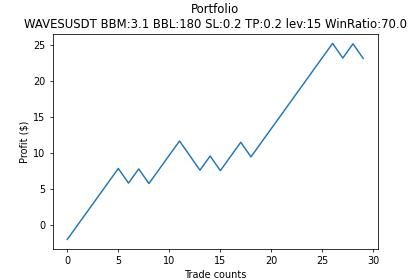 Portfolio
WAVESUSDT BBM:3.1 BBL:180 SL:0.2 TP:0.2 lev:15 WinRatio:70.0
25
20
15
10
5
0
Profit ($)
0 5 10 15 20 25 30
Trade counts